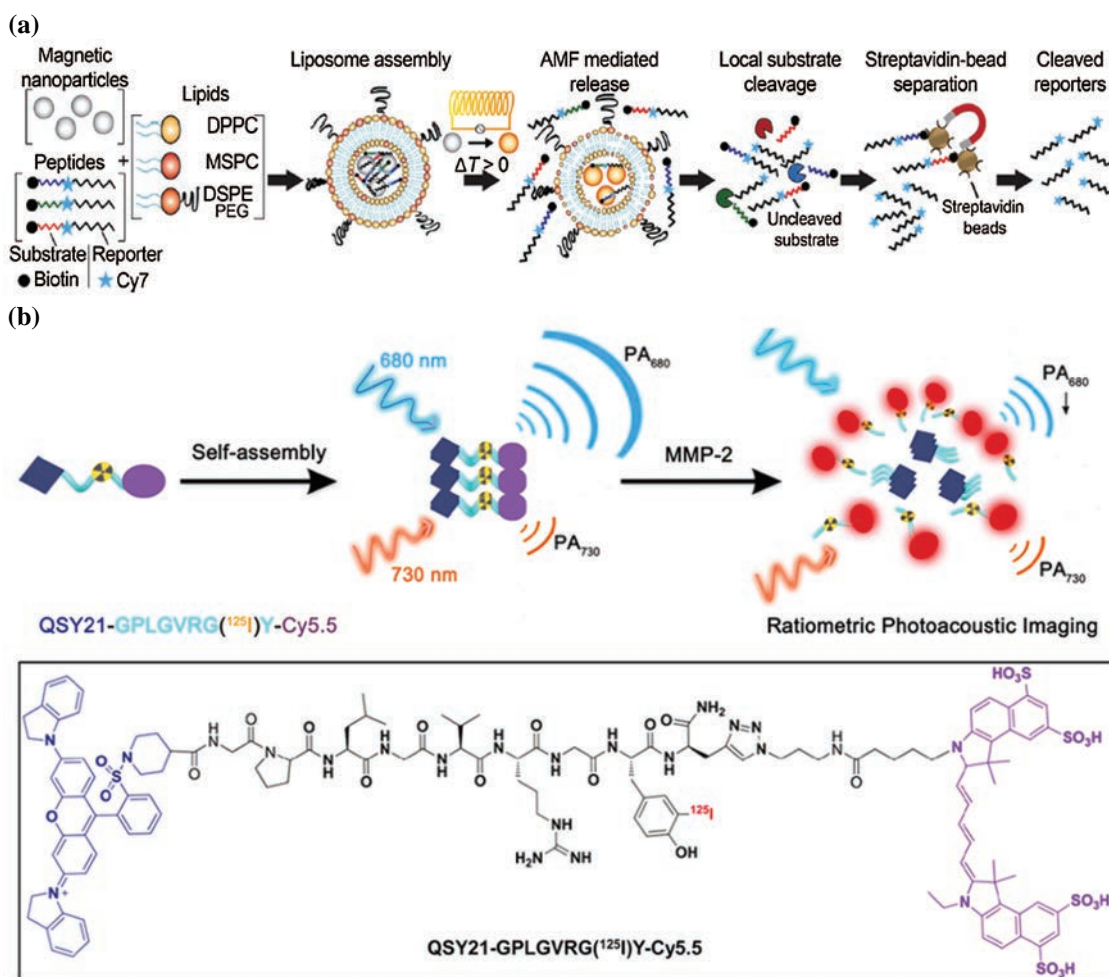 (a)
Magnetic
nanoparticles
Lipids
DPPC
MSPC
DSPE
PEG
Peptides
+
Substrate
Reporter
Biotin
Cy7
Liposome assembly
ΔT > 0
AMF mediated
release
Local substrate
cleavage
Uncleaved
substrate
Streptavidin-bead
separation
Streptavidin
beads
Cleaved
reporters
(b)
Self-assembly
680 nm
PA680
730 nm
PA730
MMP-2
PA680
PA730
QSY21-GPLGVRG(125I)Y-Cy5.5
Ratiometric Photoacoustic Imaging
N
O
N
+
O
S
O
N
O
H
N
O
N
O
H
N
O
N
H
O
H
N
O
N
H
O
H
N
O
N
H
O
H
N
O
NH2
N
N
N
H
N
O
NH
H2N
NH
125I
OH
N
HO3S
SO3H
N
SO3H
SO3H
QSY21-GPLGVRG(125I)Y-Cy5.5